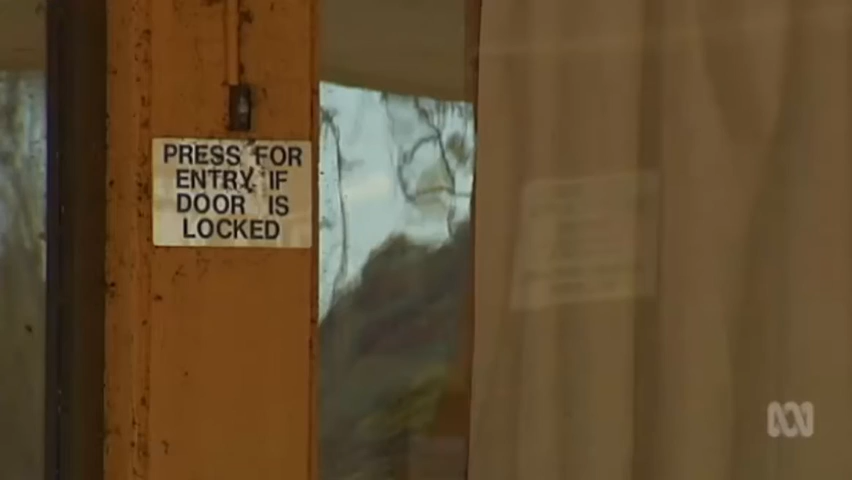 PRESS FOR
ENTRY IF
DOOR IS
LOCKED